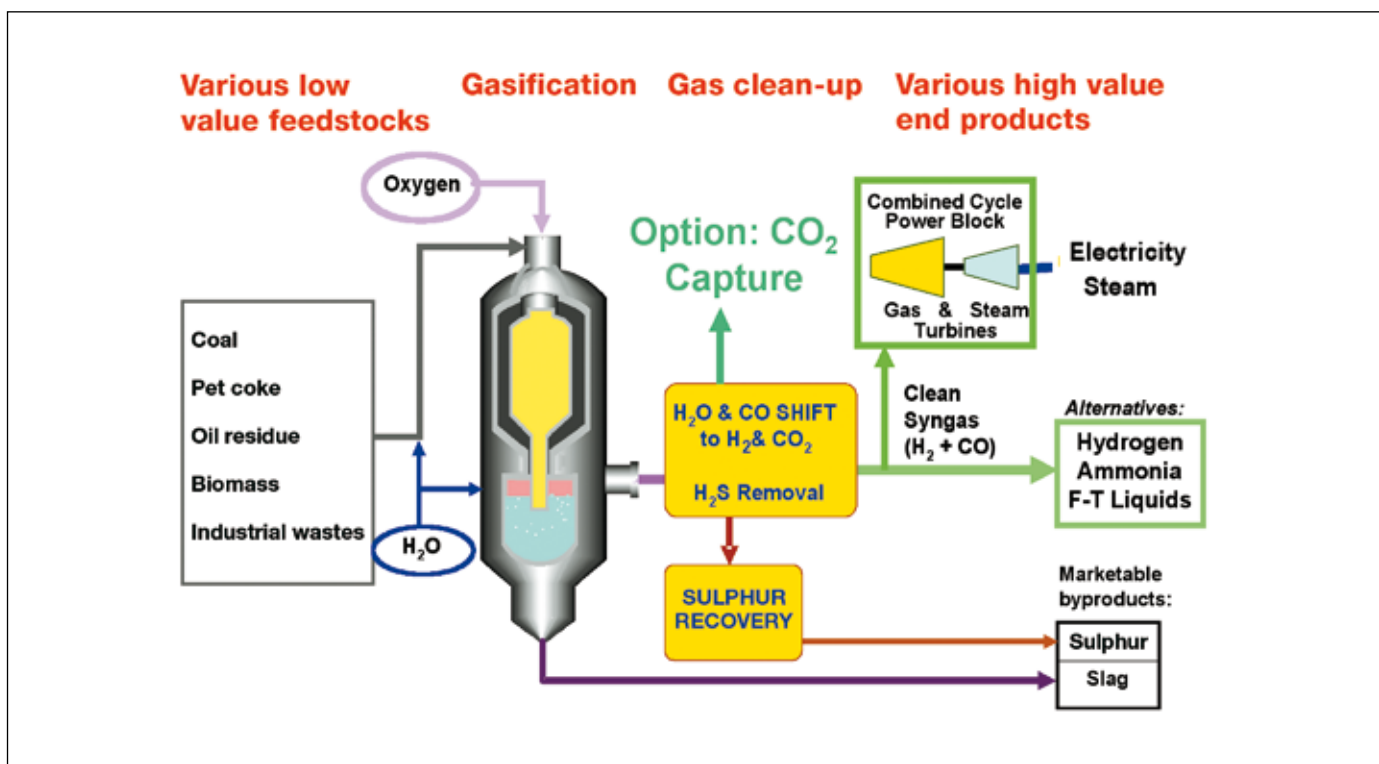 Various low
value feedstocks
Gasification
Gas clean-up
Various high value
end products
Oxygen
Coal
Pet coke
Oil residue
Biomass
Industrial wastes
H₂O
Option: CO₂
Capture
H₂O & CO SHIFT
to H₂& CO₂
H₂S Removal
SULPHUR
RECOVERY
Combined Cycle
Power Block
Gas & Steam
Turbines
Electricity
Steam
Clean
Syngas
(H₂ + CO)
Alternatives:
Hydrogen
Ammonia
F-T Liquids
Marketable
byproducts:
Sulphur
Slag